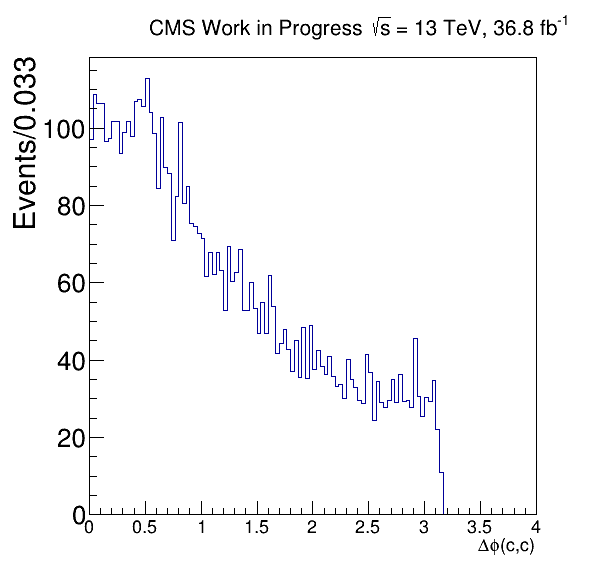 CMS Work in Progress √s = 13 TeV, 36.8 fb⁻¹
Events/0.033
100
80
60
40
20
0
0 0.5 1 1.5 2 2.5 3 3.5 4
Δϕ(c,c)